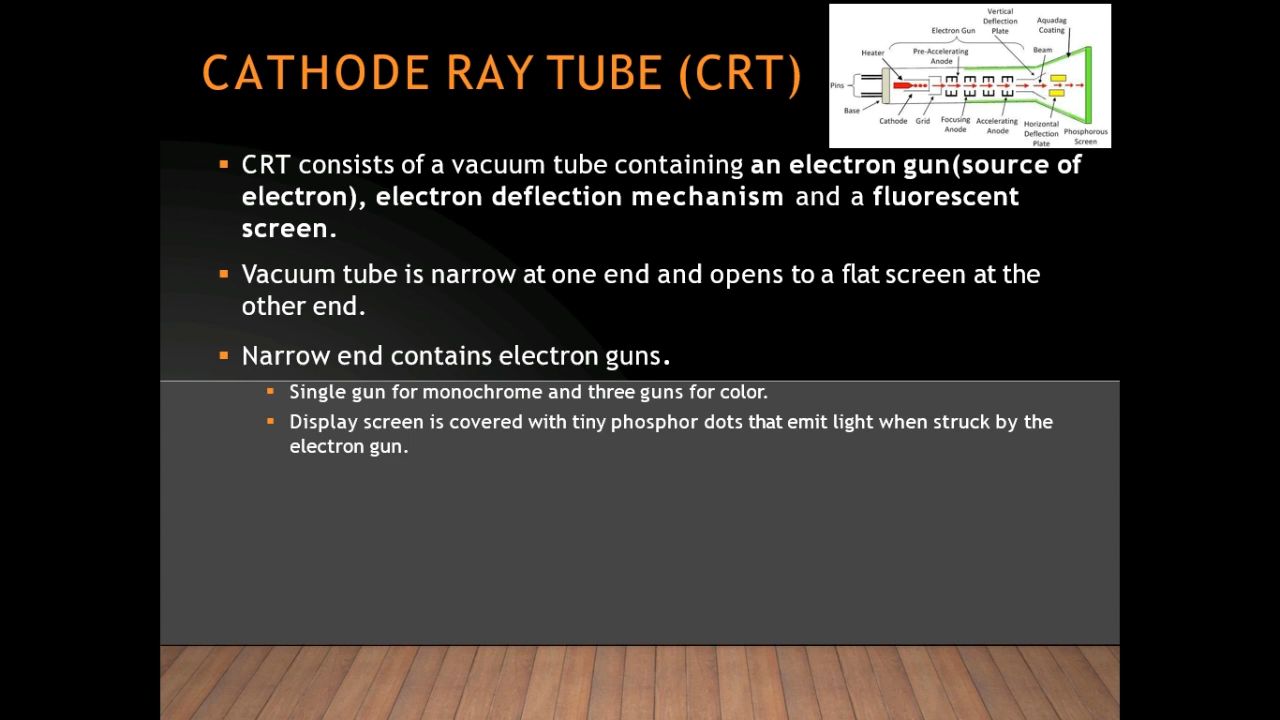 CATHODE RAY TUBE (CRT)
Vertical
Deflection
Plate
Aquadag
Coating
Electron Gun
Heater
Pre-Accelerating
Anode
Beam
Pins
Base
Cathode
Grid
Focusing
Anode
Accelerating
Anode
Horizontal
Deflection
Plate
Phosphorous
Screen
CRT consists of a vacuum tube containing an electron gun(source of
electron), electron deflection mechanism and a fluorescent
screen.
Vacuum tube is narrow at one end and opens to a flat screen at the
other end.
Narrow end contains electron guns.
Single gun for monochrome and three guns for color.
Display screen is covered with tiny phosphor dots that emit light when struck by the
electron gun.